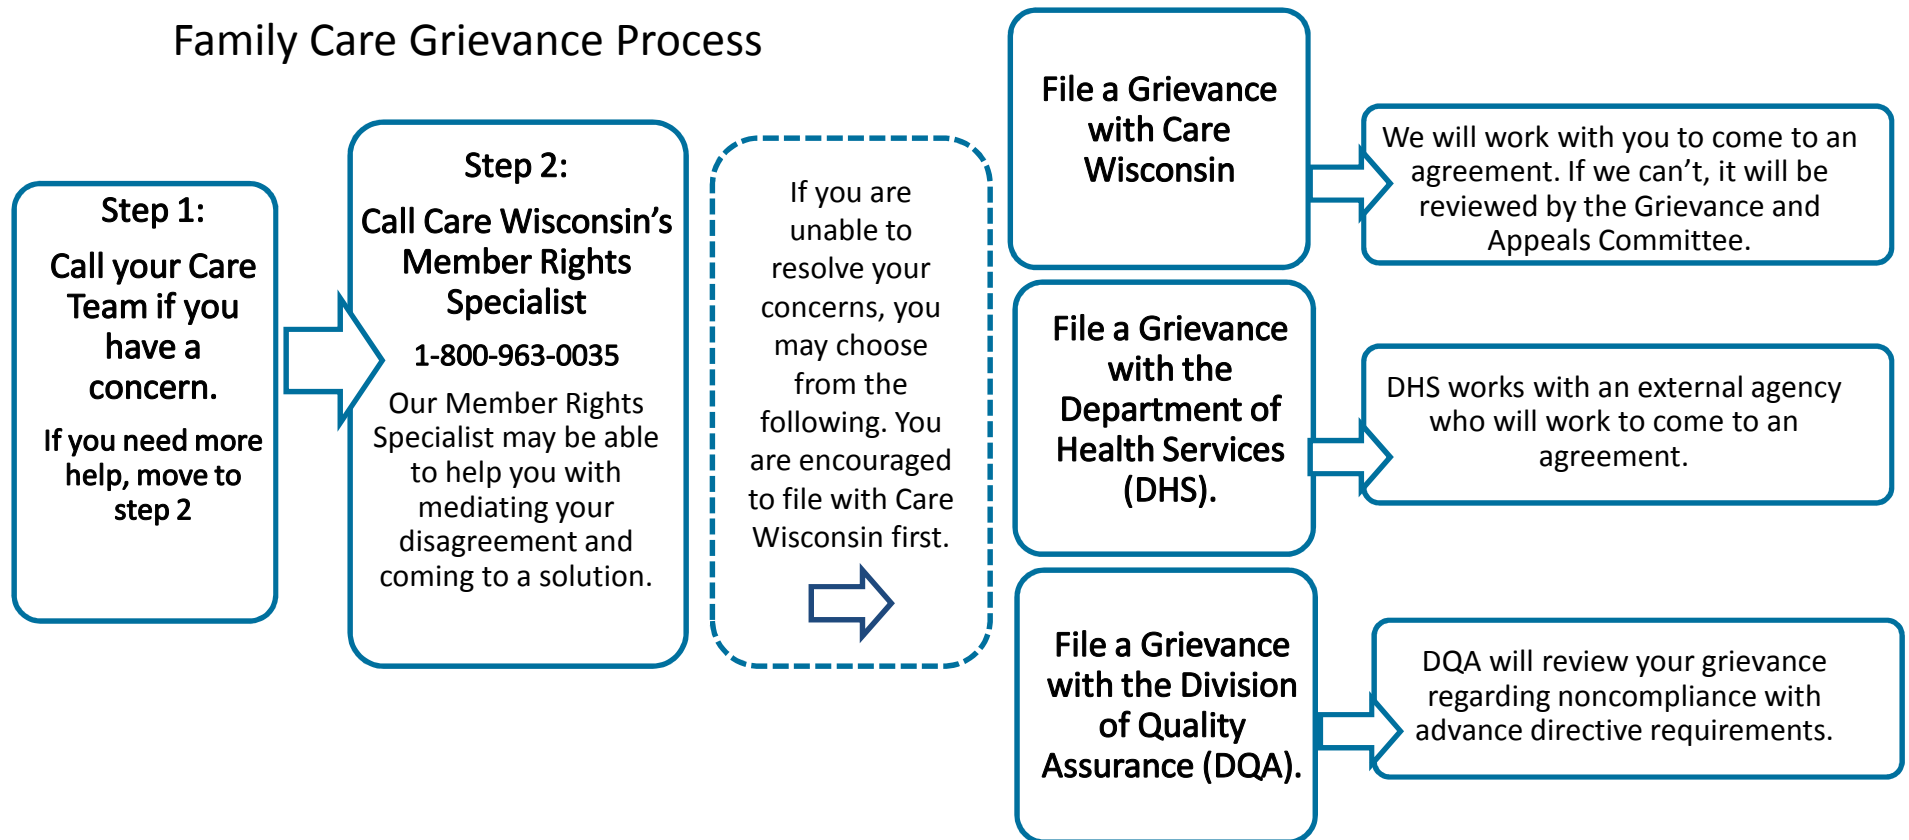 Family Care Grievance Process
Step 1:
Call your Care
Team if you
have a
concern.
If you need more
help, move to
step 2
Step 2:
Call Care Wisconsin’s
Member Rights
Specialist
1-800-963-0035
Our Member Rights
Specialist may be able
to help you with
mediating your
disagreement and
coming to a solution.
If you are
unable to
resolve your
concerns, you
may choose
from the
following. You
are encouraged
to file with Care
Wisconsin first.
File a Grievance
with Care
Wisconsin
We will work with you to come to an
agreement. If we can’t, it will be
reviewed by the Grievance and
Appeals Committee.
File a Grievance
with the
Department of
Health Services
(DHS).
DHS works with an external agency
who will work to come to an
agreement.
File a Grievance
with the Division
of Quality
Assurance (DQA).
DQA will review your grievance
regarding noncompliance with
advance directive requirements.